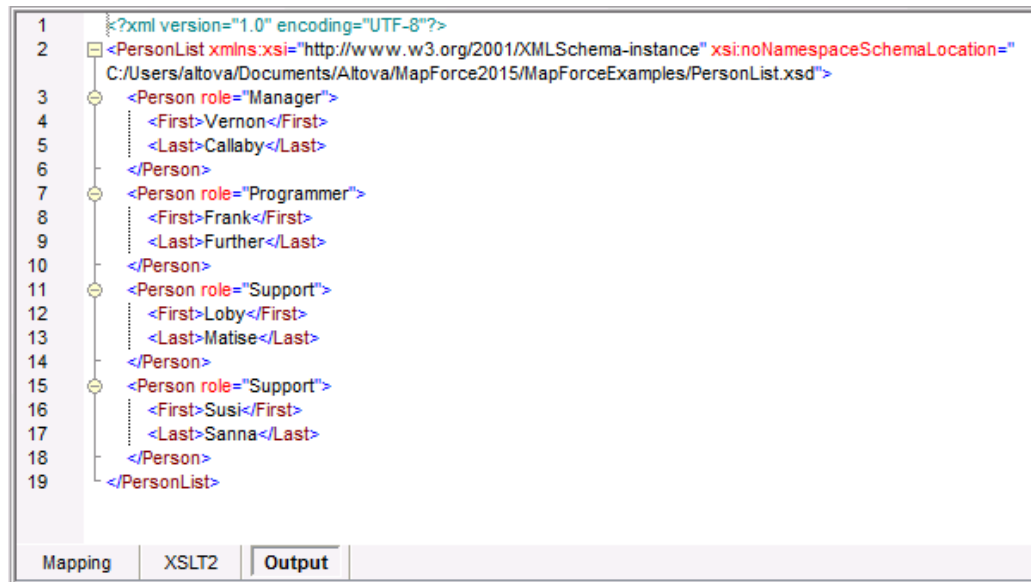 1 <?xml version="1.0" encoding="UTF-8"?>
2 <PersonList xmlns:xsi="http://www.w3.org/2001/XMLSchema-instance" xsi:noNamespaceSchemaLocation="
C:/Users/altova/Documents/Altova/MapForce2015/MapForceExamples/PersonList.xsd">
3 <Person role="Manager">
4 <First>Vernon</First>
5 <Last>Callaby</Last>
6 </Person>
7 <Person role="Programmer">
8 <First>Frank</First>
9 <Last>Further</Last>
10 </Person>
11 <Person role="Support">
12 <First>Loby</First>
13 <Last>Matise</Last>
14 </Person>
15 <Person role="Support">
16 <First>Susi</First>
17 <Last>Sanna</Last>
18 </Person>
19 </PersonList>
Mapping XSLT2 Output